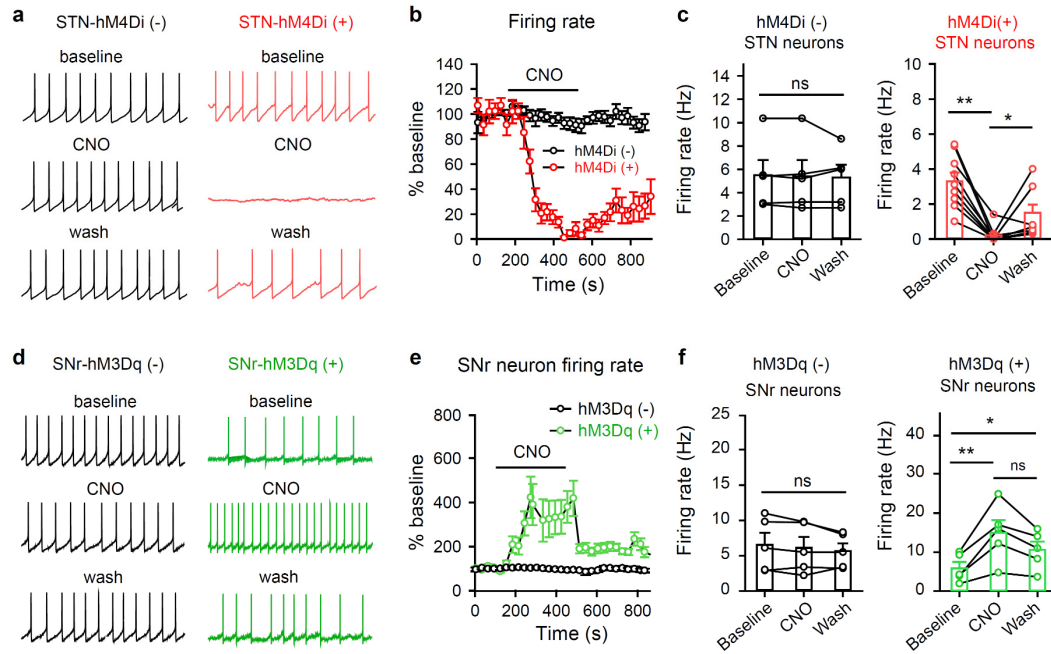 a
STN-hM4Di (-)
STN-hM4Di (+)
baseline
baseline
CNO
CNO
wash
wash
b
Firing rate
CNO
% baseline
140
120
100
80
60
40
20
0
hM4Di (-)
hM4Di (+)
0
200
400
600
800
Time (s)
c
hM4Di (-)
STN neurons
Firing rate (Hz)
14
12
10
8
6
4
2
0
ns
Baseline
CNO
Wash
hM4Di(+)
STN neurons
Firing rate (Hz)
10
8
6
4
2
0
**
*
Baseline
CNO
Wash
d
SNr-hM3Dq (-)
SNr-hM3Dq (+)
baseline
baseline
CNO
CNO
wash
wash
e
SNr neuron firing rate
% baseline
800
600
400
200
0
hM3Dq (-)
hM3Dq (+)
CNO
0
200
400
600
800
Time (s)
f
hM3Dq (-)
SNr neurons
Firing rate (Hz)
25
20
15
10
5
0
ns
Baseline
CNO
Wash
hM3Dq (+)
SNr neurons
Firing rate (Hz)
40
30
20
10
0
*
**
ns
Baseline
CNO
Wash